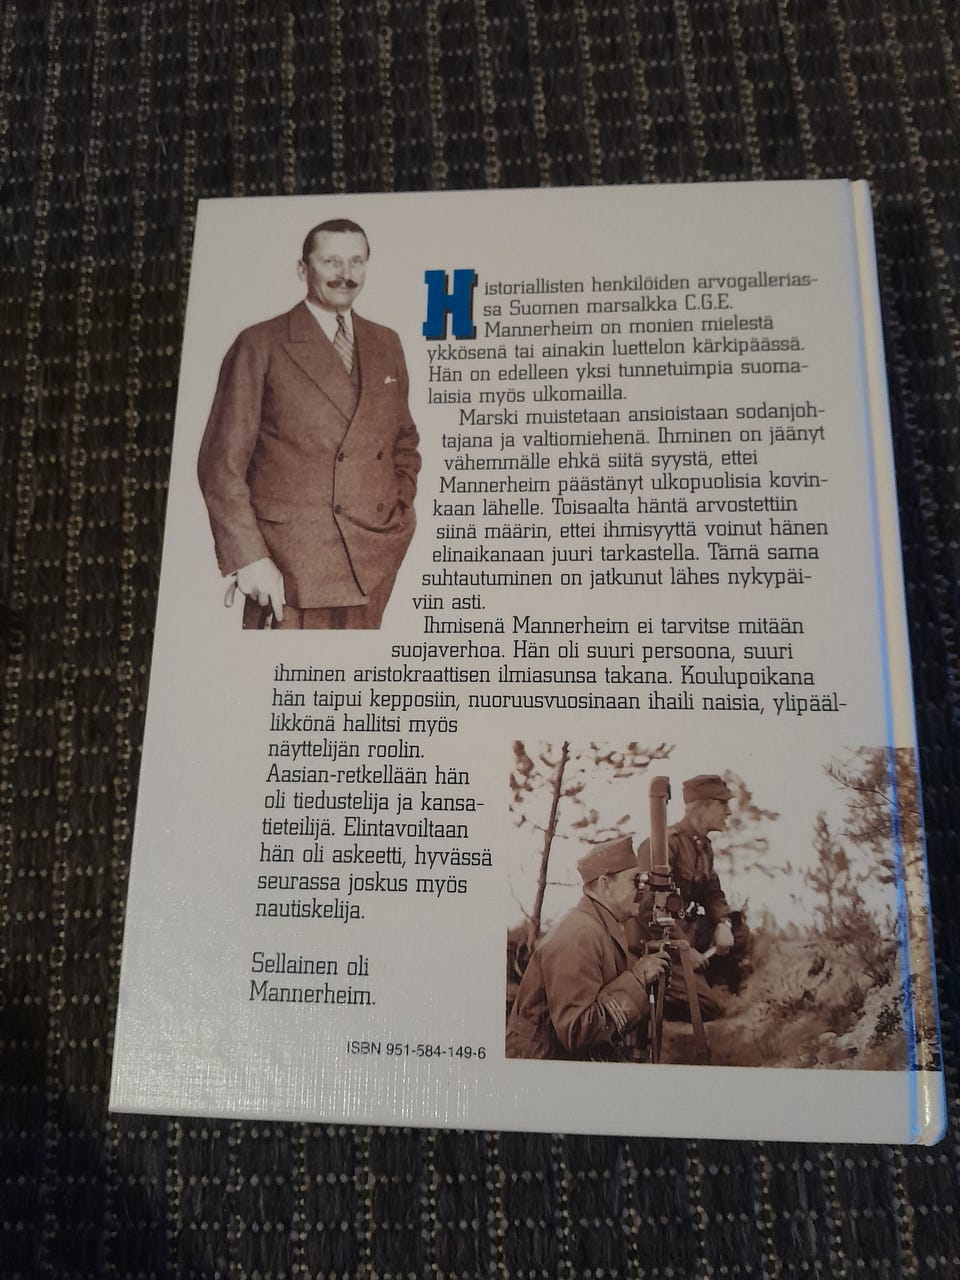 Historiallisten henkilöiden arvogallerias-
sa Suomen marsalkka C.G.E.
Mannerheim on monien mielestä
ykkösenä tai ainakin luettelon kärkipäässä.
Hän on edelleen yksi tunnetuimpia suoma-
laisia myös ulkomailla.
Marski muistetaan ansioistaan sodanjoh-
tajana ja valtiomiehenä. Ihminen on jäänyt
vähemmälle ehkä siitä syystä, ettei
Mannerheim päästänyt ulkopuolisia kovin-
kaan lähelle. Toisaalta häntä arvostettiin
siinä määrin, ettei ihmisyyttä voinut hänen
elinaikanaan juuri tarkastella. Tämä sama
suhtautuminen on jatkunut lähes nykypäi-
viin asti.
Ihmisenä Mannerheim ei tarvitse mitään
suojaverhoa. Hän oli suuri persoona, suuri
ihminen aristokraattisen ilmiasunsa takana. Koulupoikana
hän taipui kepposiin, nuoruusvuosinaan ihaili naisia, ylipääl-
likkönä hallitsi myös
näyttelijän roolin.
Aasian-retkellään hän
oli tiedustelija ja kansa-
tieteilijä. Elintavoiltaan
hän oli askeetti, hyvässä
seurassa joskus myös
nautiskelija.
Sellainen oli
Mannerheim.
ISBN 951-584-149-6